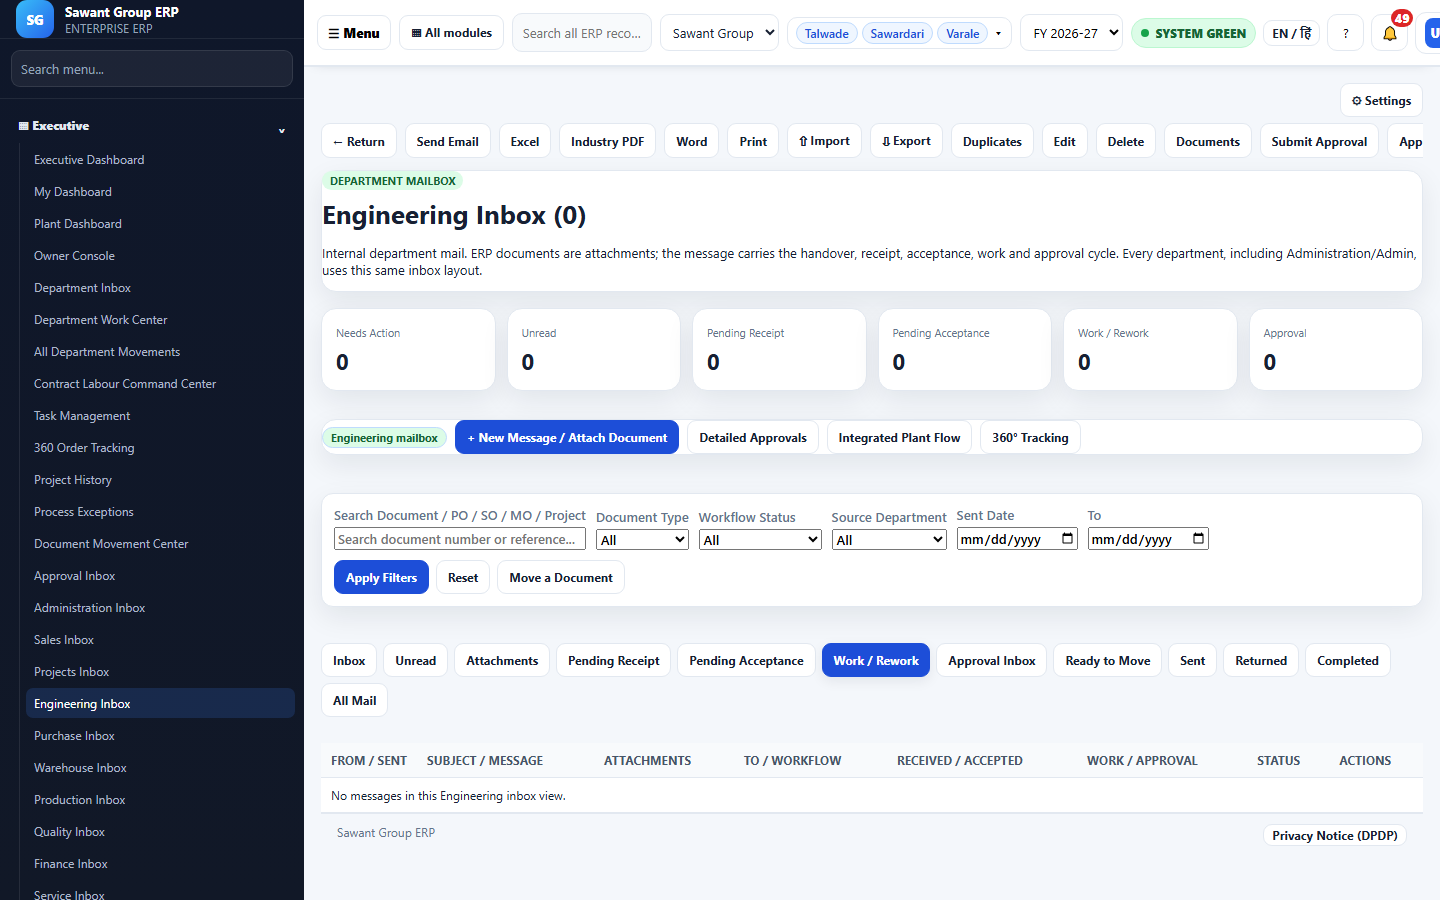 SG
Sawant Group ERP
ENTERPRISE ERP
Search menu...
Executive
Executive Dashboard
My Dashboard
Plant Dashboard
Owner Console
Department Inbox
Department Work Center
All Department Movements
Contract Labour Command Center
Task Management
360 Order Tracking
Project History
Process Exceptions
Document Movement Center
Approval Inbox
Administration Inbox
Sales Inbox
Projects Inbox
Engineering Inbox
Purchase Inbox
Warehouse Inbox
Production Inbox
Quality Inbox
Finance Inbox
Service Inbox
☰ Menu
All modules
Search all ERP reco...
Sawant Group
Talwade
Sawardari
Varale
FY 2026-27
SYSTEM GREEN
EN / हिं
?
49
U
⚙ Settings
← Return
Send Email
Excel
Industry PDF
Word
Print
⇧ Import
⇩ Export
Duplicates
Edit
Delete
Documents
Submit Approval
App
DEPARTMENT MAILBOX
Engineering Inbox (0)
Internal department mail. ERP documents are attachments; the message carries the handover, receipt, acceptance, work and approval cycle. Every department, including Administration/Admin,
uses this same inbox layout.
Needs Action
0
Unread
0
Pending Receipt
0
Pending Acceptance
0
Work / Rework
0
Approval
0
Engineering mailbox
+ New Message / Attach Document
Detailed Approvals
Integrated Plant Flow
360° Tracking
Search Document / PO / SO / MO / Project
Search document number or reference...
Document Type
All
Workflow Status
All
Source Department
All
Sent Date
mm/dd/yyyy
To
mm/dd/yyyy
Apply Filters
Reset
Move a Document
Inbox
Unread
Attachments
Pending Receipt
Pending Acceptance
Work / Rework
Approval Inbox
Ready to Move
Sent
Returned
Completed
All Mail
FROM / SENT
SUBJECT / MESSAGE
ATTACHMENTS
TO / WORKFLOW
RECEIVED / ACCEPTED
WORK / APPROVAL
STATUS
ACTIONS
No messages in this Engineering inbox view.
Sawant Group ERP
Privacy Notice (DPDP)